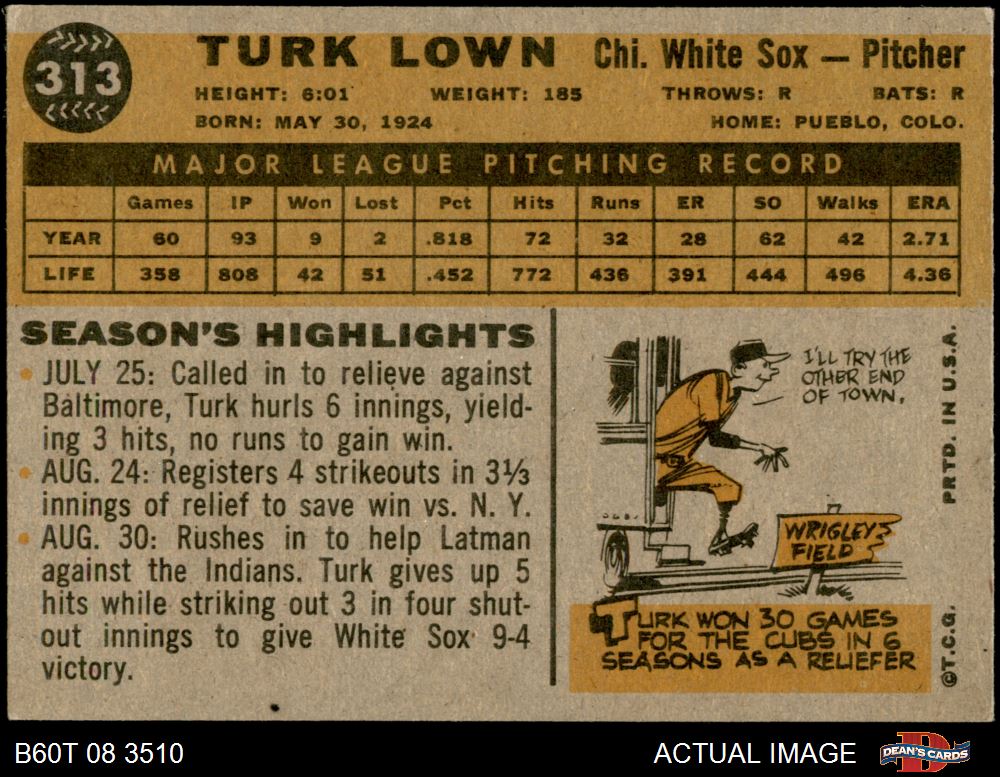 313
TURK LOWN Chi. White Sox — Pitcher
HEIGHT: 6:01 WEIGHT: 185 THROWS: R BATS: R
BORN: MAY 30, 1924 HOME: PUEBLO, COLO.
MAJOR LEAGUE PITCHING RECORD
Games IP Won Lost Pct Hits Runs ER SO Walks ERA
YEAR 60 93 9 2 .818 72 32 28 62 42 2.71
LIFE 358 808 42 51 .452 772 436 391 444 496 4.36
SEASON'S HIGHLIGHTS
• JULY 25: Called in to relieve against
Baltimore, Turk hurls 6 innings, yield-
ing 3 hits, no runs to gain win.
• AUG. 24: Registers 4 strikeouts in 3⅓
innings of relief to save win vs. N. Y.
• AUG. 30: Rushes in to help Latman
against the Indians. Turk gives up 5
hits while striking out 3 in four shut-
out innings to give White Sox 9-4
victory.
I'LL TRY THE
OTHER END
OF TOWN.
WRIGLEY
FIELD
TURK WON 30 GAMES
FOR THE CUBS IN 6
SEASONS AS A RELIEFER
PRTD. IN U.S.A.
©T.C.G.
B60T 08 3510 ACTUAL IMAGE
D
DEAN'S CARDS